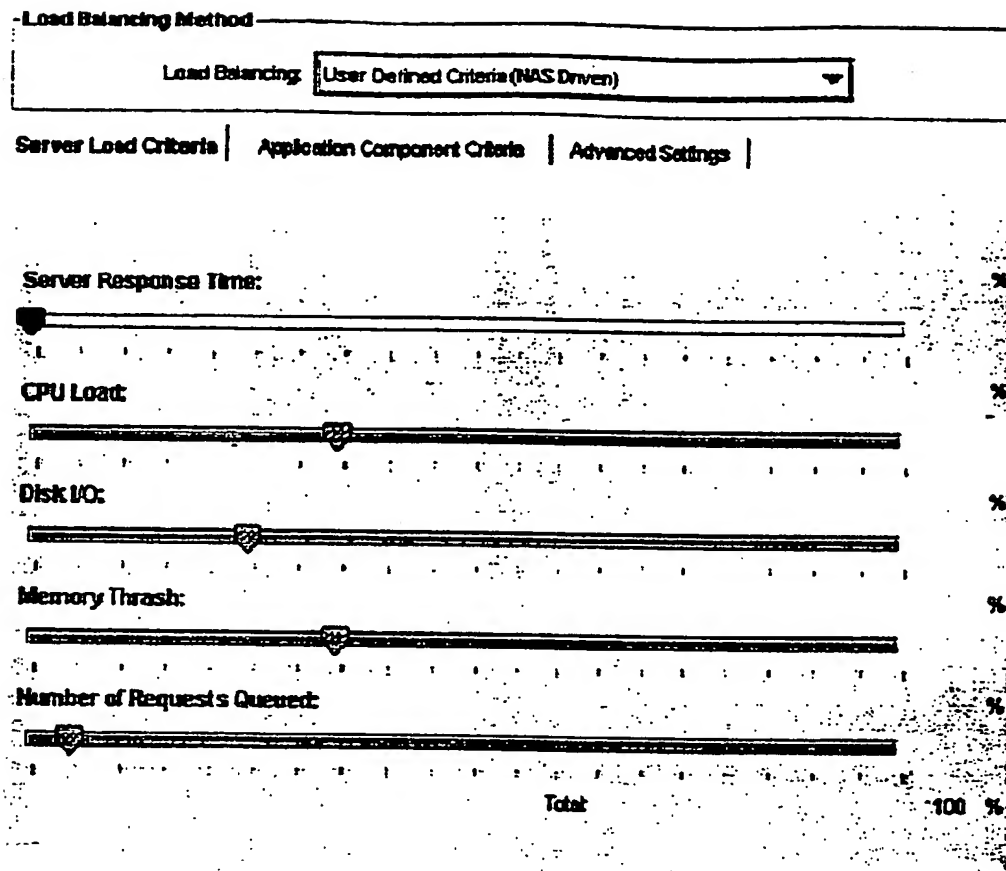 Load Balancing Method
Load Balancing: User Defined Criteria (NAS Driven)
Server Load Criteria Application Component Criteria Advanced Settings
Server Response Time: %
CPU Load: %
Disk I/O: %
Memory Thrash: %
Number of Requests Queued: %
Total 100 %